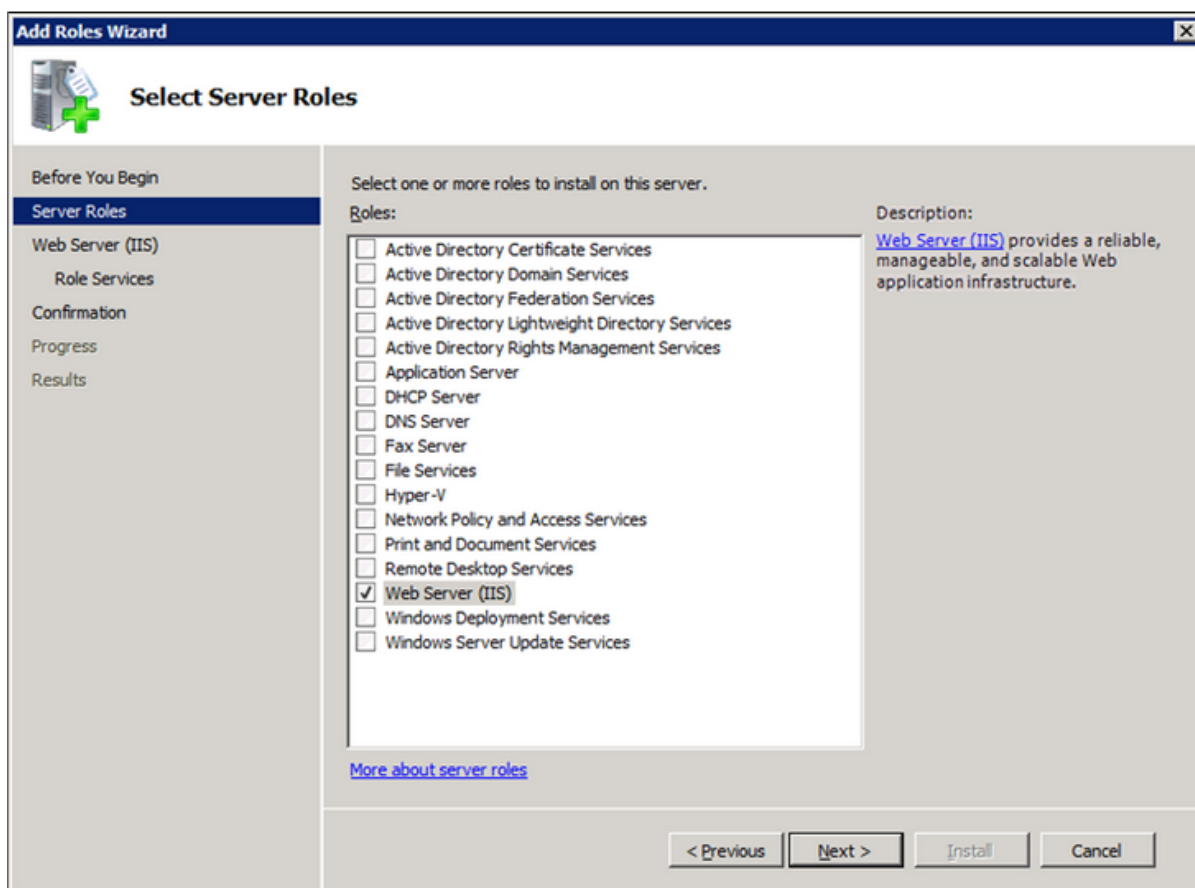 Add Roles Wizard
Select Server Roles
Before You Begin
Server Roles
Web Server (IIS)
Role Services
Confirmation
Progress
Results
Select one or more roles to install on this server.
Roles:
Active Directory Certificate Services
Active Directory Domain Services
Active Directory Federation Services
Active Directory Lightweight Directory Services
Active Directory Rights Management Services
Application Server
DHCP Server
DNS Server
Fax Server
File Services
Hyper-V
Network Policy and Access Services
Print and Document Services
Remote Desktop Services
Web Server (IIS)
Windows Deployment Services
Windows Server Update Services
More about server roles
Description:
Web Server (IIS) provides a reliable,
manageable, and scalable Web
application infrastructure.
< Previous
Next >
Install
Cancel